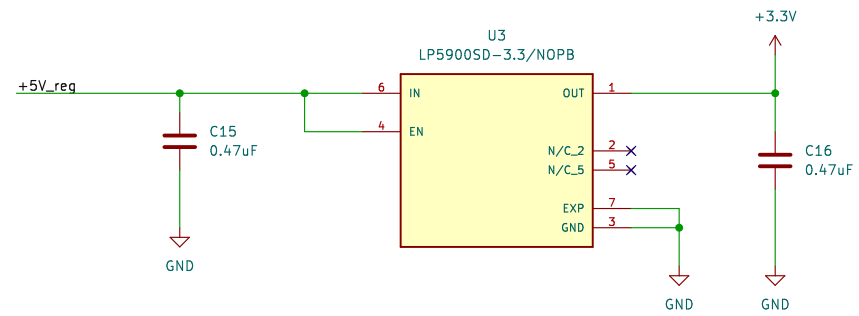 +3.3V
U3
LP5900SD-3.3/NOPB
+5V_reg
6
IN
OUT
1
4
EN
C15
0.47uF
N/C_2
2
N/C_5
5
C16
0.47uF
EXP
7
GND
3
GND
GND
GND